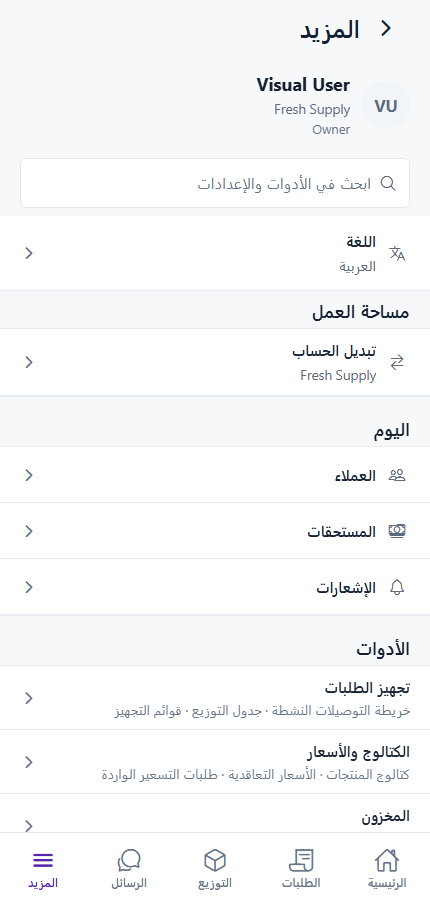 المزيد
Visual User
Fresh Supply
Owner
VU
ابحث في الأدوات والإعدادات
اللغة
العربية
مساحة العمل
تبديل الحساب
Fresh Supply
اليوم
العملاء
المستحقات
الإشعارات
الأدوات
تجهيز الطلبات
خريطة التوصيلات النشطة · جدول التوزيع · قوائم التجهيز
الكتالوج والأسعار
كتالوج المنتجات · الأسعار التعاقدية · طلبات التسعير الواردة
المخزون
الرئيسية
الطلبات
التوزيع
الرسائل
المزيد